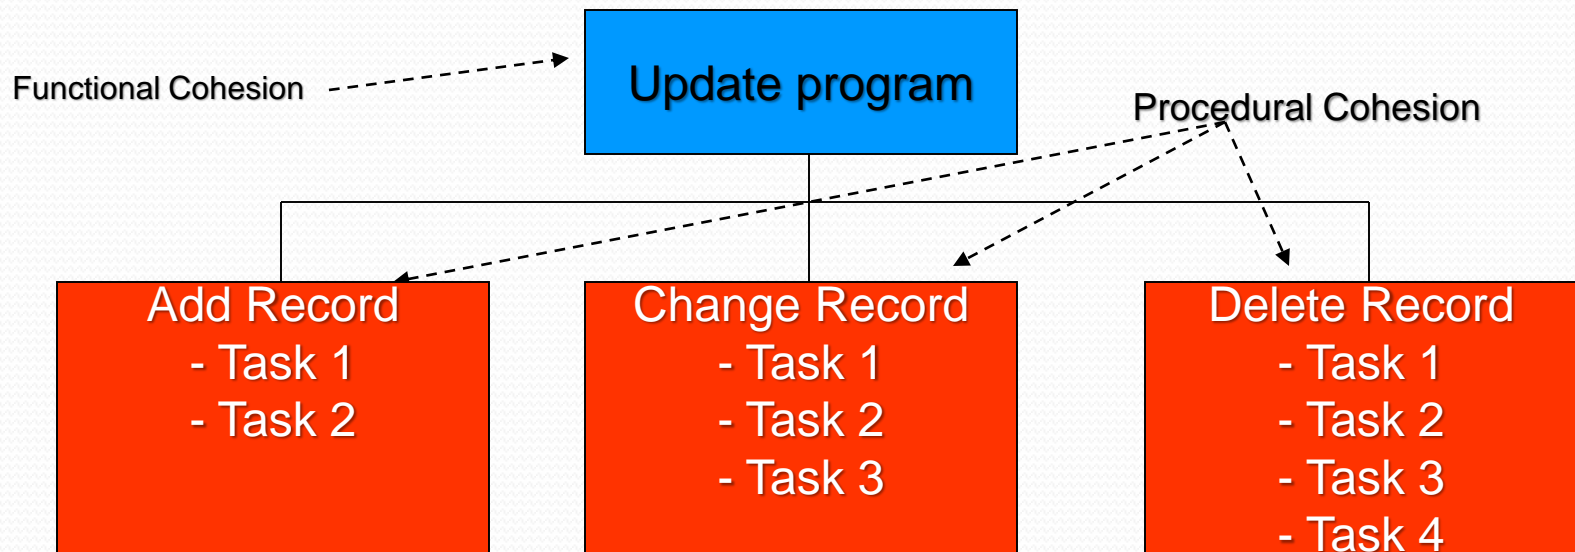 Update program
Functional Cohesion
Procedural Cohesion
Add Record
- Task 1
- Task 2
Change Record
- Task 1
- Task 2
- Task 3
Delete Record
- Task 1
- Task 2
- Task 3
- Task 4